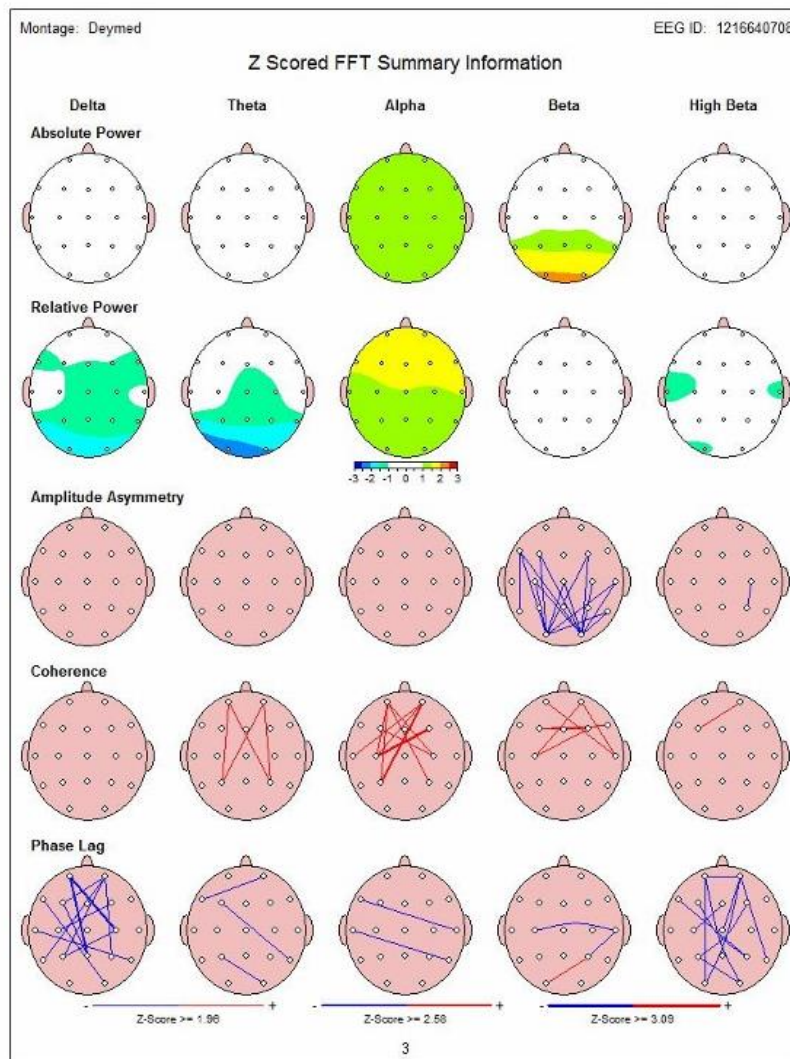 Montage: Deymed EEG ID: 1216640708
Z Scored FFT Summary Information
Delta Theta Alpha Beta High Beta
Absolute Power
Relative Power
-3 -2 -1 0 1 2 3
Amplitude Asymmetry
Coherence
Phase Lag
- + - + - +
Z-Score >= 1.96 Z-Score >= 2.58 Z-Score >= 3.09
3